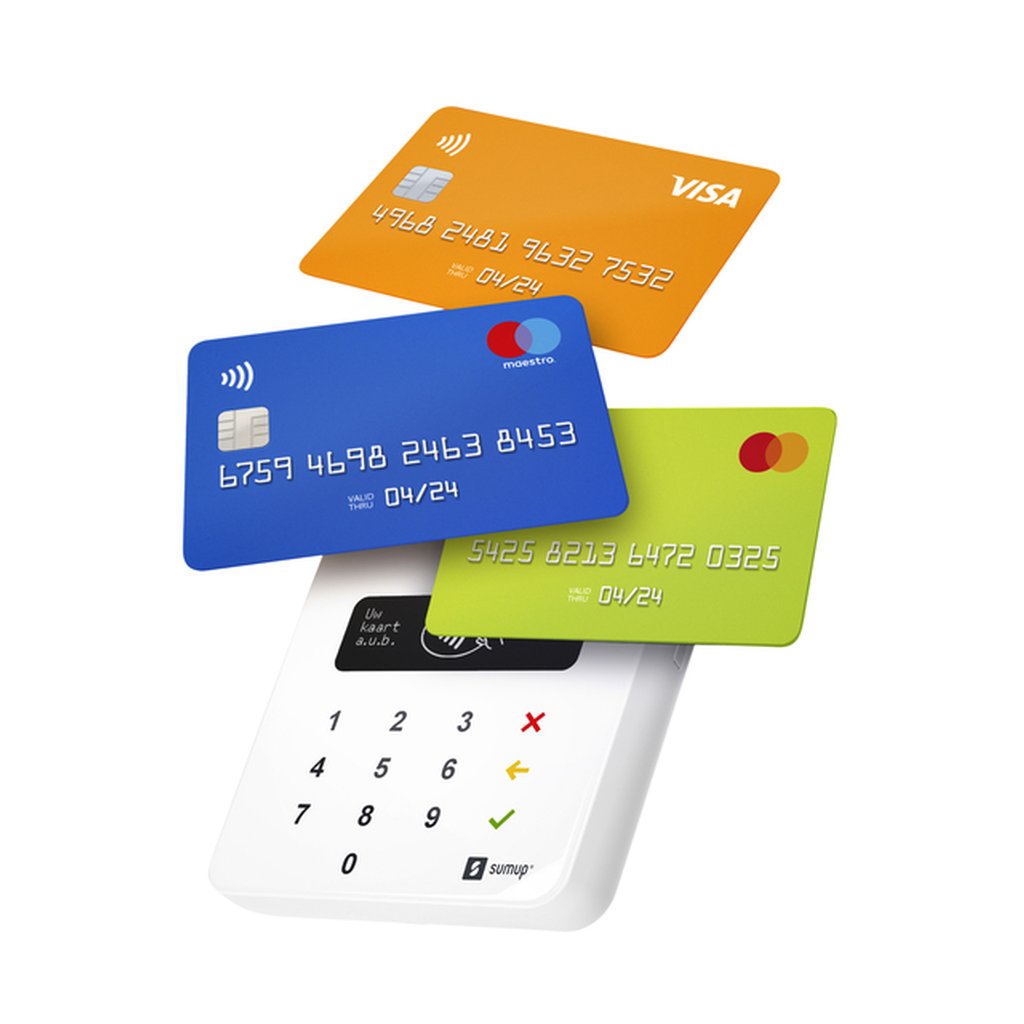 VISA
4968 2481 9632 7532
VALID
THRU
04/24
maestro.
6759 4698 2463 8453
VALID
THRU
04/24
5425 8213 6472 0325
VALID
THRU
04/24
Uw
kaart
a.u.b.
1 2 3
4 5 6
7 8 9
0
sumup®